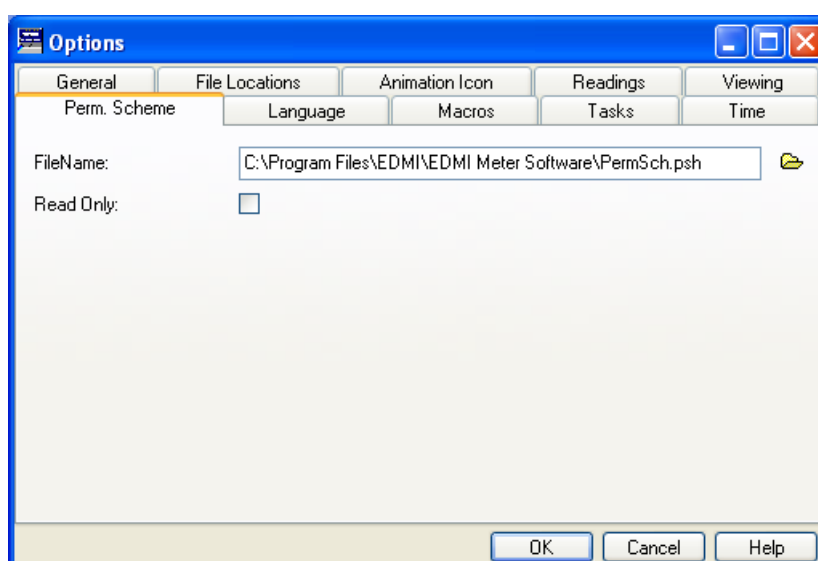 Options
General File Locations Animation Icon Readings Viewing
Perm. Scheme Language Macros Tasks Time
FileName: C:\Program Files\EDMI\EDMI Meter Software\PermSch.psh
Read Only:
OK Cancel Help